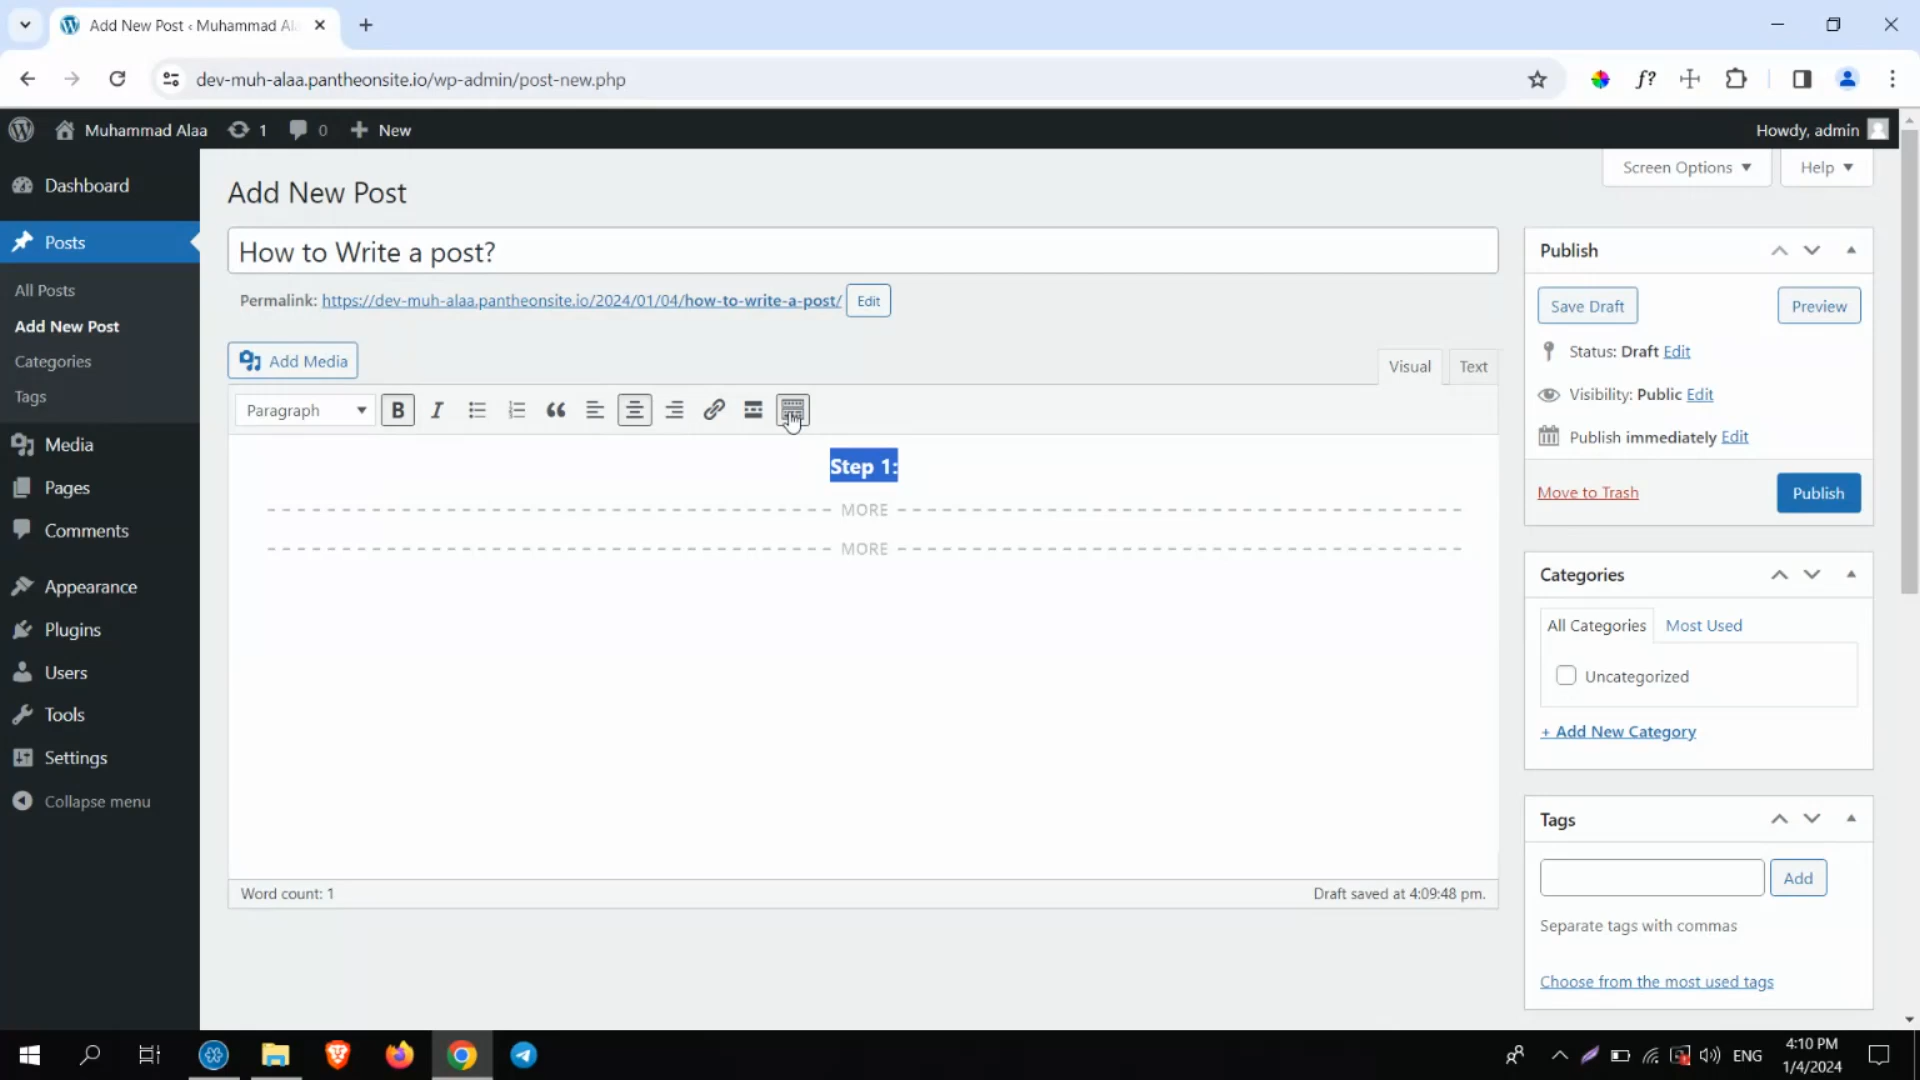 Add New Post ‹ Muhammad Al
dev-muh-alaa.pantheonsite.io/wp-admin/post-new.php
Muhammad Alaa 1 0 New Howdy, admin
Screen Options Help
Dashboard
Posts
All Posts
Add New Post
Categories
Tags
Media
Pages
Comments
Appearance
Plugins
Users
Tools
Settings
Collapse menu
Add New Post
How to Write a post?
Permalink: https://dev-muh-alaa.pantheonsite.io/2024/01/04/how-to-write-a-post/ Edit
Add Media
Visual Text
Paragraph B I
Step 1:
MORE
MORE
Word count: 1 Draft saved at 4:09:48 pm.
Publish
Save Draft Preview
Status: Draft Edit
Visibility: Public Edit
Publish immediately Edit
Move to Trash Publish
Categories
All Categories Most Used
Uncategorized
+ Add New Category
Tags
Add
Separate tags with commas
Choose from the most used tags
ENG
4:10 PM
1/4/2024